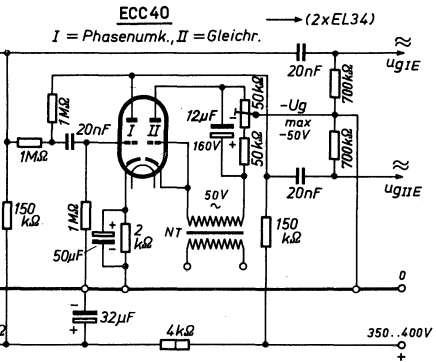 ECC40
(2xEL34)
I = Phasenumk., II = Gleichr.
≈
20nF
ugIE
50kΩ
700kΩ
1MΩ
20nF
I II
12µF
160V
-Ug
max
-50V
1MΩ
50kΩ
700kΩ
≈
20nF
ugIIE
150
kΩ
1MΩ
50V
~
NT
2
kΩ
50µF
150
kΩ
0
32µF
4kΩ
350..400V